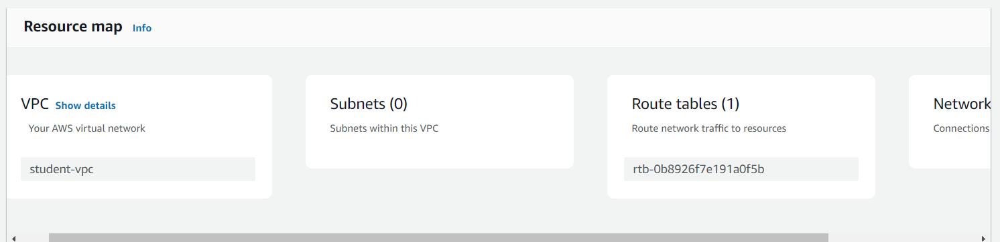 Resource map Info
VPC Show details
Your AWS virtual network
student-vpc
Subnets (0)
Subnets within this VPC
Route tables (1)
Route network traffic to resources
rtb-0b8926f7e191a0f5b
Network
Connections